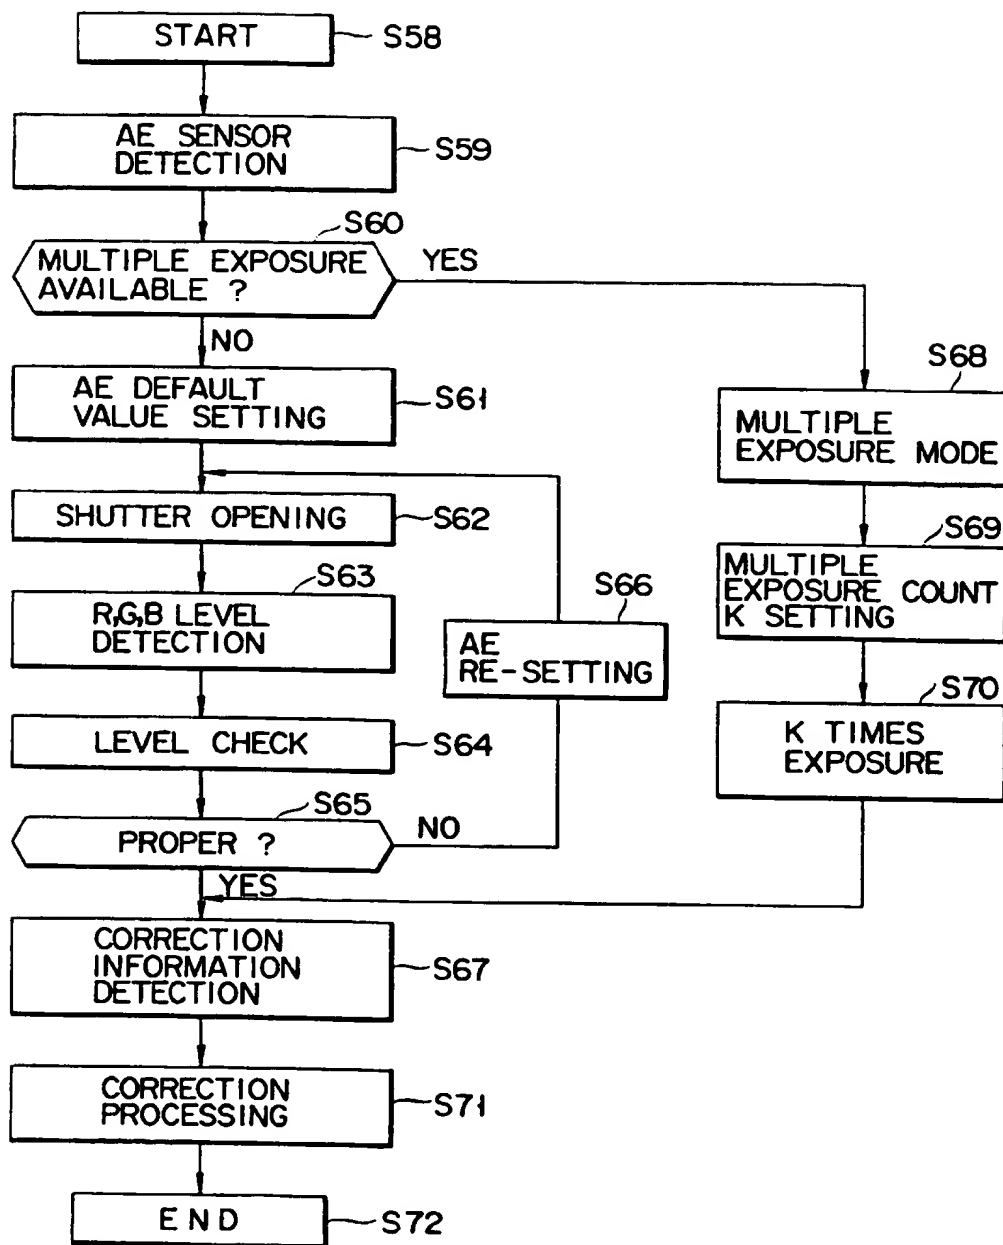 START
S58
AE SENSOR
DETECTION
S59
S60
MULTIPLE EXPOSURE
AVAILABLE ?
YES
NO
AE DEFAULT
VALUE SETTING
S61
SHUTTER OPENING
S62
S63
R,G,B LEVEL
DETECTION
LEVEL CHECK
S64
S65
PROPER ?
NO
YES
S66
AE
RE-SETTING
S68
MULTIPLE
EXPOSURE MODE
S69
MULTIPLE
EXPOSURE COUNT
K SETTING
S70
K TIMES
EXPOSURE
CORRECTION
INFORMATION
DETECTION
S67
CORRECTION
PROCESSING
S71
END
S72